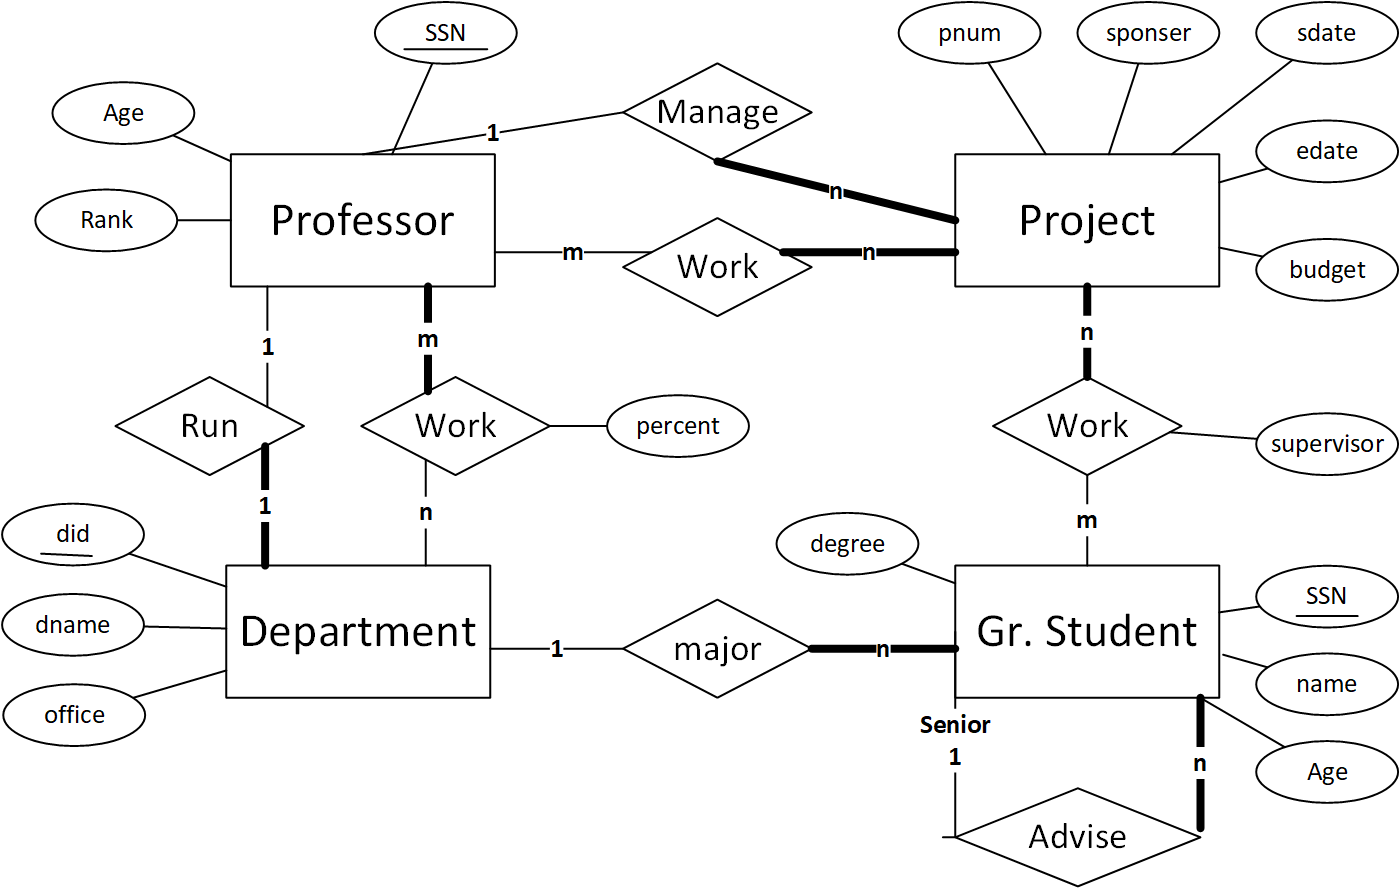 SSN
pnum
sponser
sdate
Age
Manage
1
edate
Rank
Professor
n
Project
m
Work
n
budget
1
m
n
Run
Work
percent
Work
supervisor
1
n
m
did
degree
dname
Department
1
major
n
Gr. Student
SSN
office
name
Senior
1
n
Age
Advise